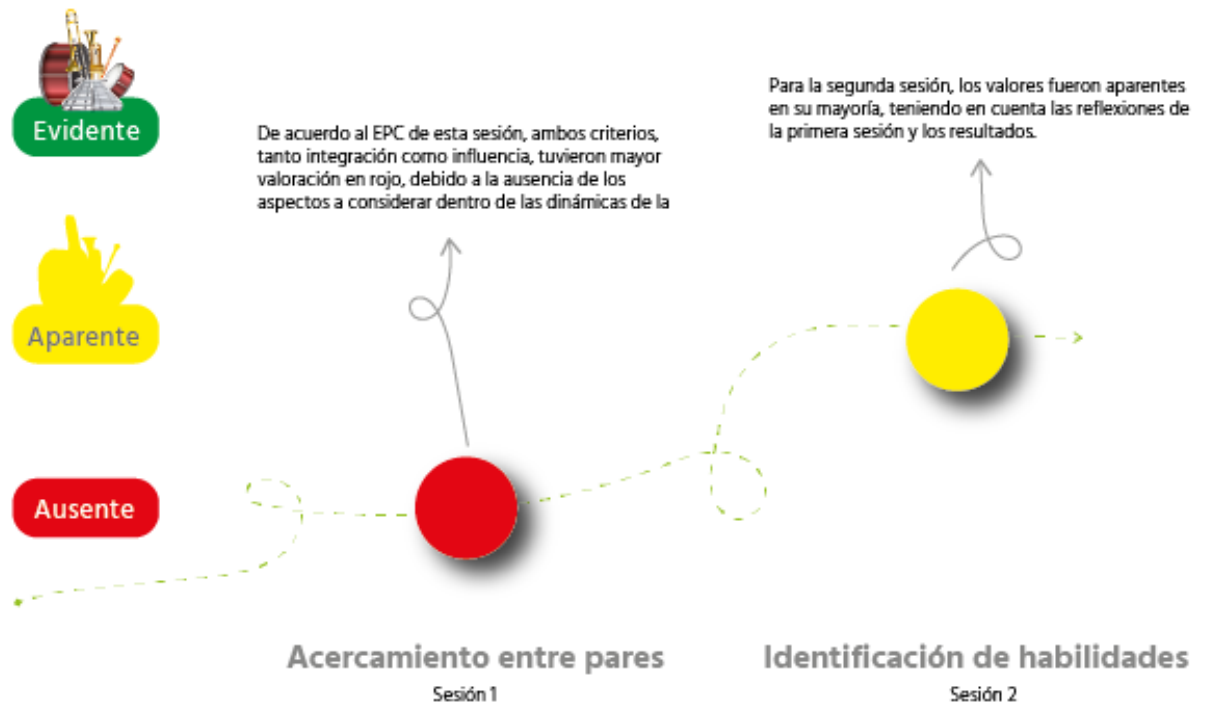 Evidente
Aparente
Ausente
De acuerdo al EPC de esta sesión, ambos criterios,
tanto integración como influencia, tuvieron mayor
valoración en rojo, debido a la ausencia de los
aspectos a considerar dentro de las dinámicas de la
Para la segunda sesión, los valores fueron aparentes
en su mayoría, teniendo en cuenta las reflexiones de
la primera sesión y los resultados.
Acercamiento entre pares
Sesión 1
Identificación de habilidades
Sesión 2